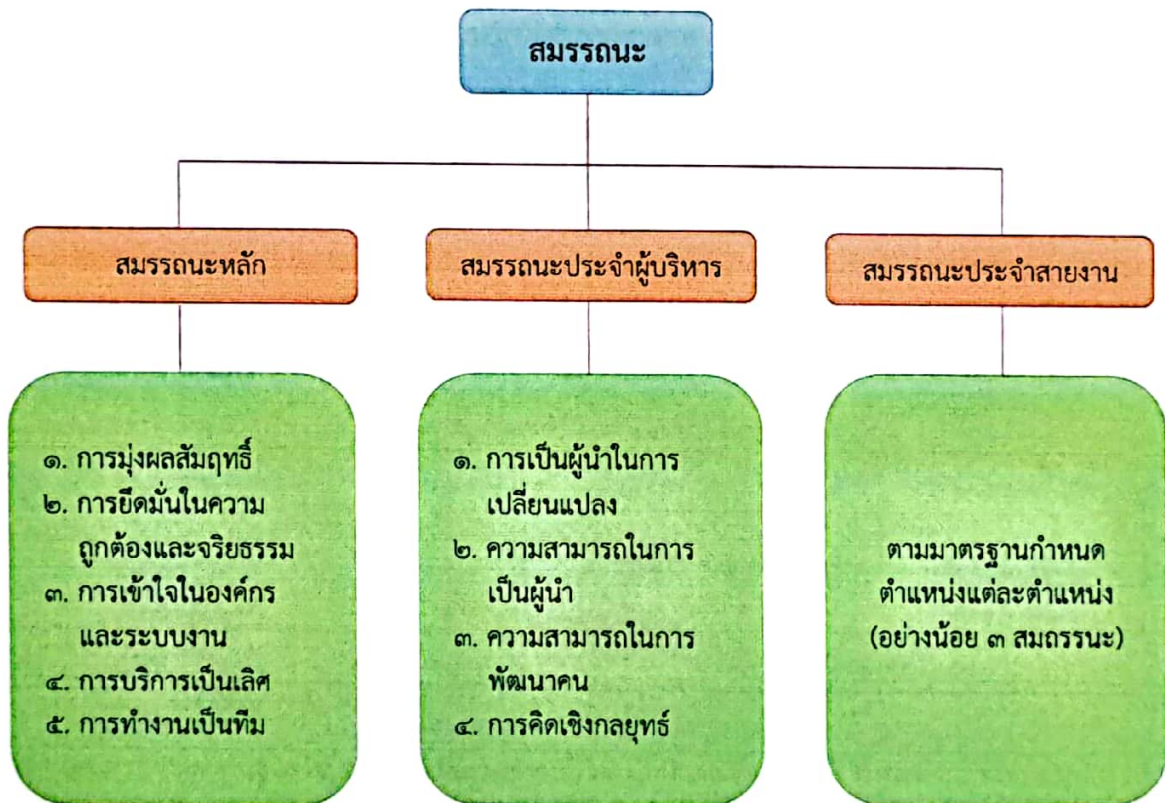 สมรรถนะ
สมรรถนะหลัก
สมรรถนะประจำผู้บริหาร
สมรรถนะประจำสายงาน
๑. การมุ่งผลสัมฤทธิ์
๒. การยึดมั่นในความ
ถูกต้องและจริยธรรม
๓. การเข้าใจในองค์กร
และระบบงาน
๔. การบริการเป็นเลิศ
๕. การทำงานเป็นทีม
๑. การเป็นผู้นำในการ
เปลี่ยนแปลง
๒. ความสามารถในการ
เป็นผู้นำ
๓. ความสามารถในการ
พัฒนาคน
๔. การคิดเชิงกลยุทธ์
ตามมาตรฐานกำหนด
ตำแหน่งแต่ละตำแหน่ง
(อย่างน้อย ๓ สมถรรนะ)